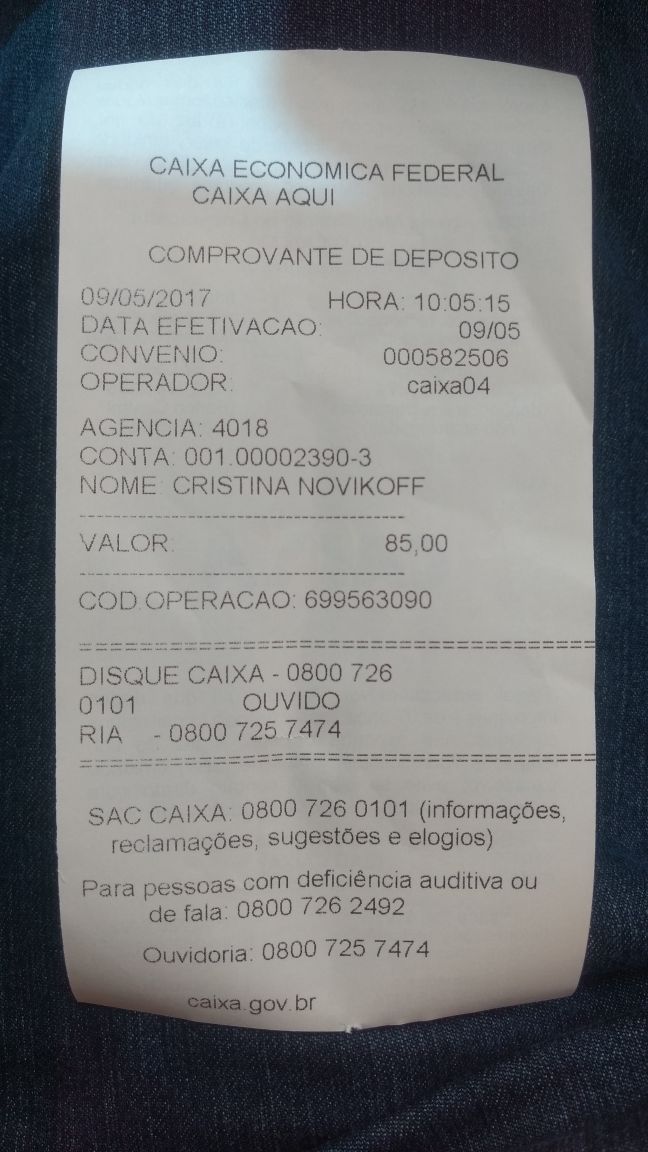 CAIXA ECONOMICA FEDERAL
CAIXA AQUI
COMPROVANTE DE DEPOSITO
09/05/2017 HORA: 10:05:15
DATA EFETIVACAO: 09/05
CONVENIO: 000582506
OPERADOR: caixa04
AGENCIA: 4018
CONTA: 001.00002390-3
NOME: CRISTINA NOVIKOFF
------------------------------------
VALOR: 85,00
------------------------------------
COD.OPERACAO: 699563090
==========================================
DISQUE CAIXA - 0800 726
0101 OUVIDO
RIA - 0800 725 7474
==========================================
SAC CAIXA: 0800 726 0101 (informações,
reclamações, sugestões e elogios)
Para pessoas com deficiência auditiva ou
de fala: 0800 726 2492
Ouvidoria: 0800 725 7474
caixa.gov.br